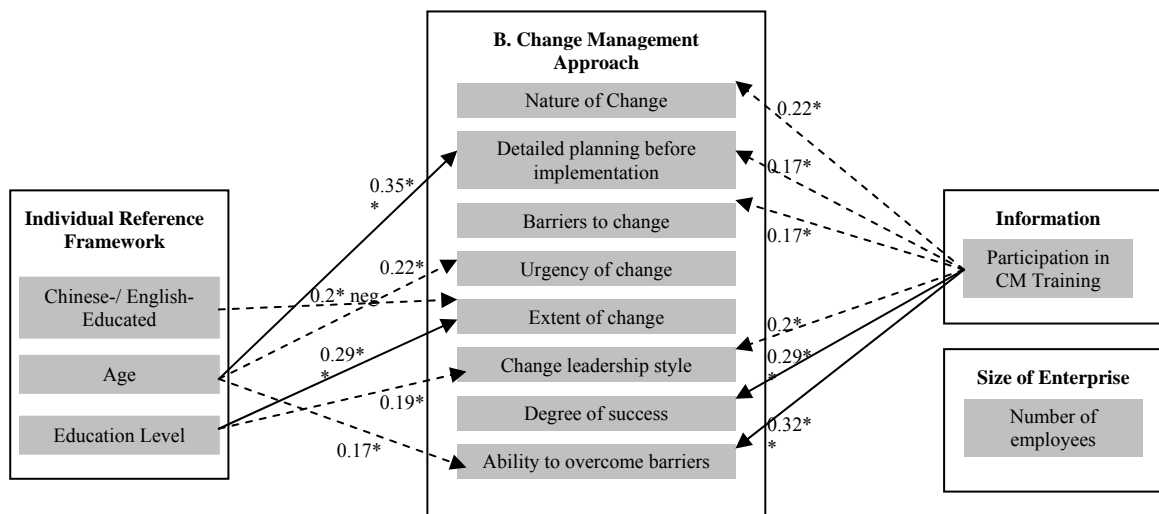 B. Change Management
Approach
Nature of Change
Detailed planning before
implementation
Barriers to change
Urgency of change
Extent of change
Change leadership style
Degree of success
Ability to overcome barriers
Individual Reference
Framework
Chinese-/ English-
Educated
Age
Education Level
0.35*
*
0.22*
0.2* neg
0.29*
*
0.19*
0.17*
0.22*
0.17*
0.17*
0.2*
0.29*
*
0.32*
*
Information
Participation in
CM Training
Size of Enterprise
Number of
employees